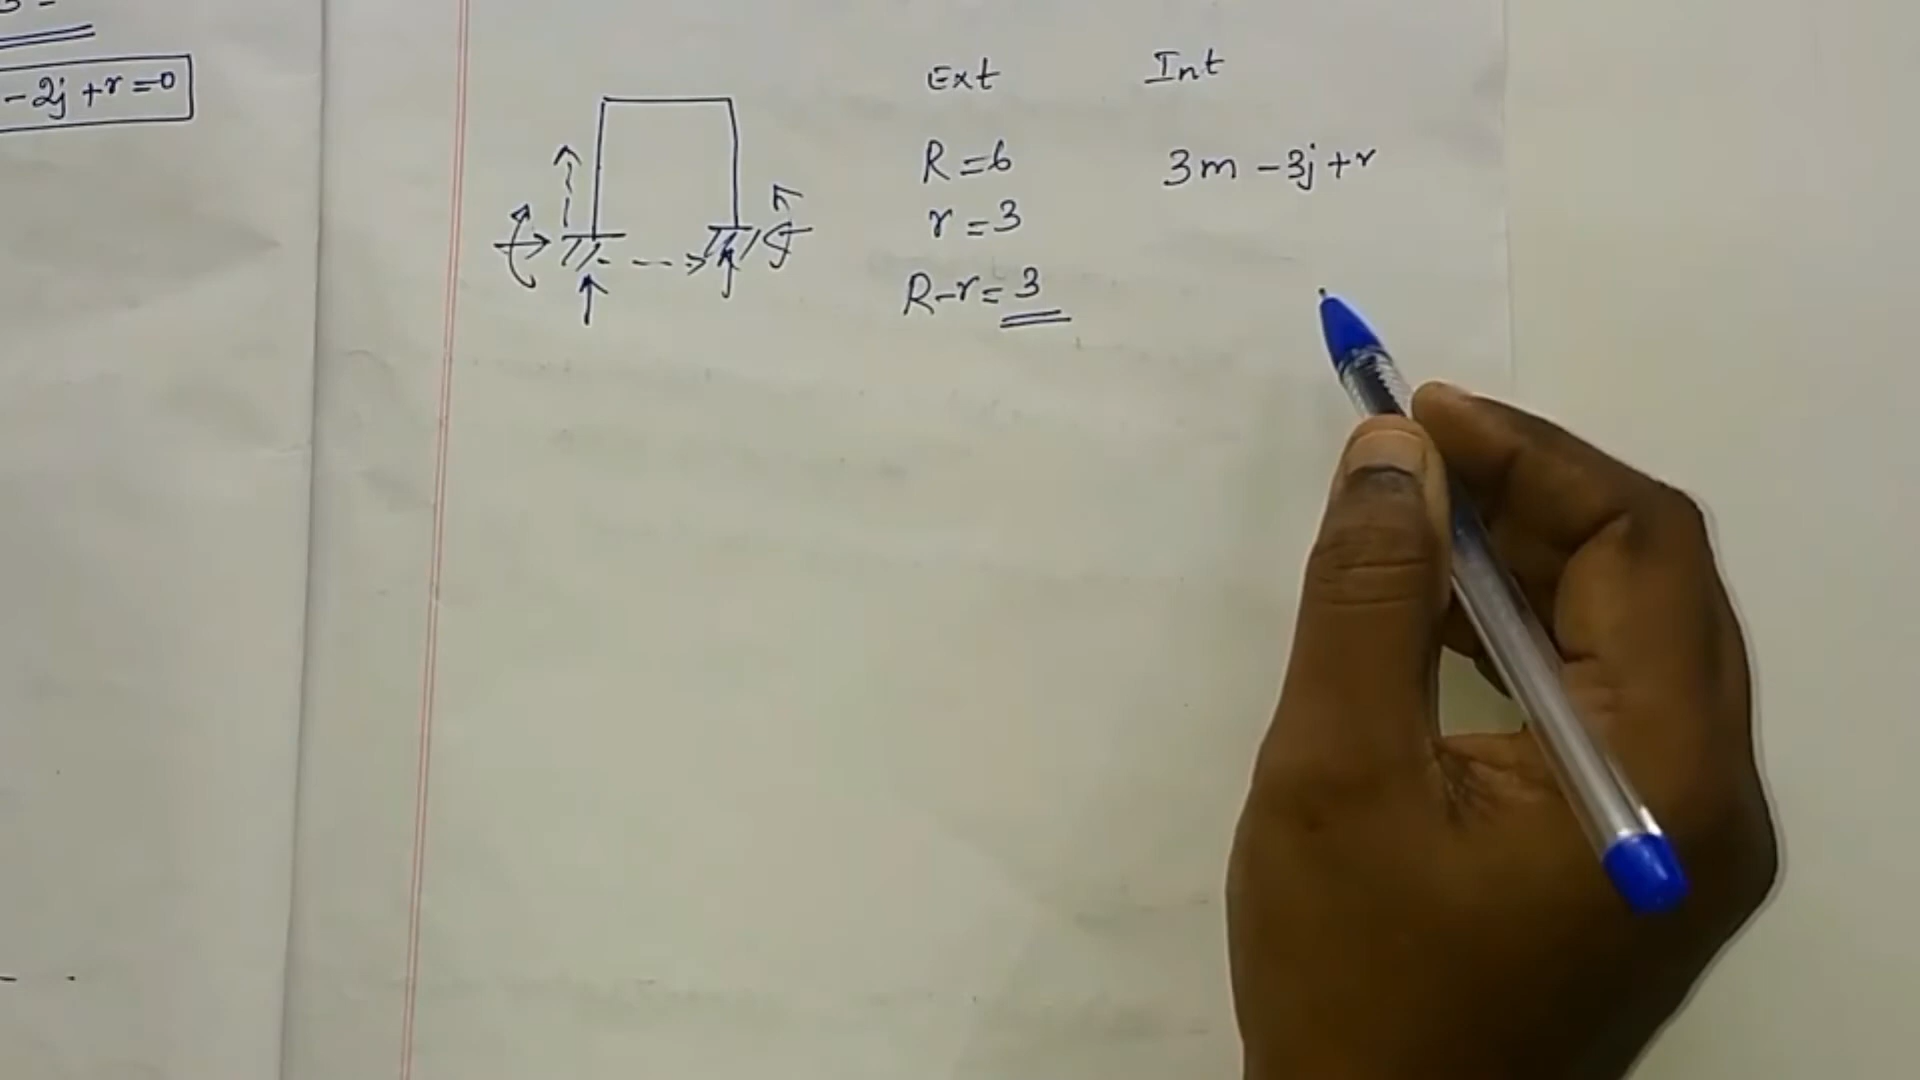 -2j+r=0
Ext Int
R=6 3m-3j+r
r=3
R-r=3